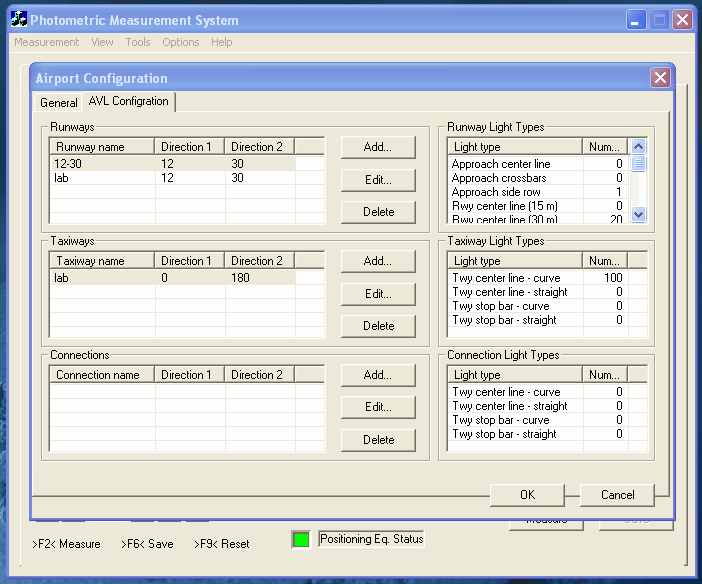 Photometric Measurement System
Measurement View Tools Options Help
Airport Configuration
General AVL Configration
Runways
Runway name Direction 1 Direction 2
12-30 12 30
lab 12 30
Add...
Edit...
Delete
Runway Light Types
Light type Num...
Approach center line 0
Approach crossbars 0
Approach side row 1
Rwy center line (15 m) 0
Rwy center line (30 m) 20
Taxiways
Taxiway name Direction 1 Direction 2
lab 0 180
Add...
Edit...
Delete
Taxiway Light Types
Light type Num...
Twy center line - curve 100
Twy center line - straight 0
Twy stop bar - curve 0
Twy stop bar - straight 0
Connections
Connection name Direction 1 Direction 2
Add...
Edit...
Delete
Connection Light Types
Light type Num...
Twy center line - curve 0
Twy center line - straight 0
Twy stop bar - curve 0
Twy stop bar - straight 0
OK Cancel
Measure Save
>F2< Measure >F6< Save >F9< Reset Positioning Eq. Status